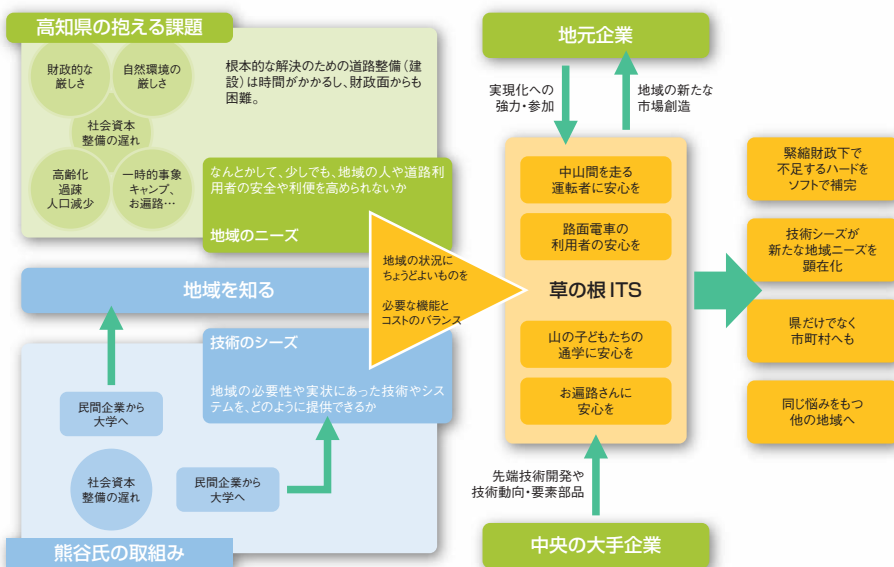 高知県の抱える課題
財政的な
厳しさ
自然環境の
厳しさ
社会資本
整備の遅れ
高齢化
過疎
人口減少
一時的事象
キャンプ、
お遍路…
根本的な解決のための道路整備（建
設）は時間がかかるし、財政面からも
困難。
なんとかして、少しでも、地域の人や道路利
用者の安全や利便を高められないか
地域のニーズ
地域を知る
技術のシーズ
地域の必要性や実状にあった技術やシス
テムを、どのように提供できるか
民間企業から
大学へ
社会資本
整備の遅れ
民間企業から
大学へ
熊谷氏の取組み
地域の状況に
ちょうどよいものを
必要な機能と
コストのバランス
地元企業
実現化への
強力・参加
地域の新たな
市場創造
中山間を走る
運転者に安心を
路面電車の
利用者の安心を
草の根ITS
山の子どもたちの
通学に安心を
お遍路さんに
安心を
先端技術開発や
技術動向・要素部品
中央の大手企業
緊縮財政下で
不足するハードを
ソフトで補完
技術シーズが
新たな地域ニーズを
顕在化
県だけでなく
市町村へも
同じ悩みをもつ
他の地域へ